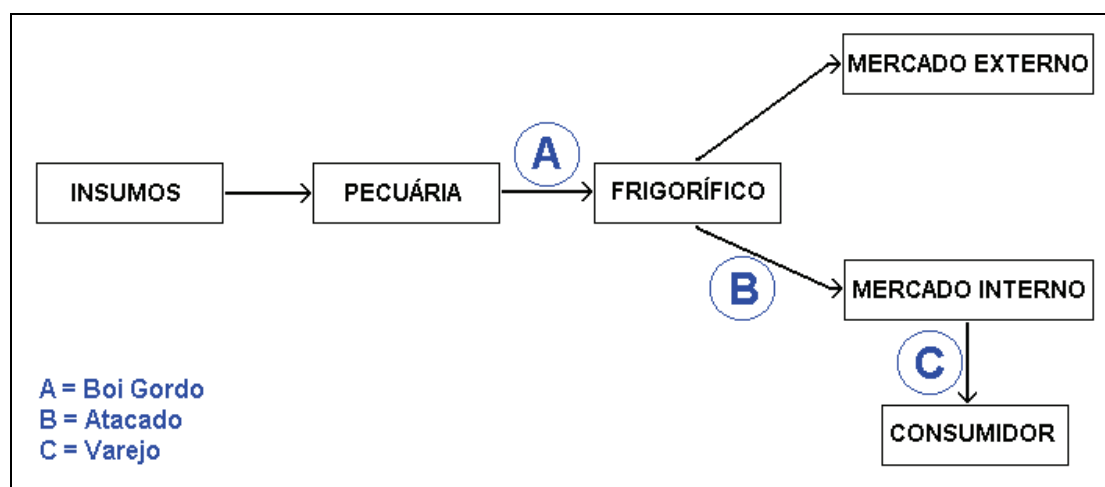 MERCADO EXTERNO
A
INSUMOS
PECUÁRIA
FRIGORÍFICO
B
MERCADO INTERNO
C
A = Boi Gordo
B = Atacado
C = Varejo
CONSUMIDOR